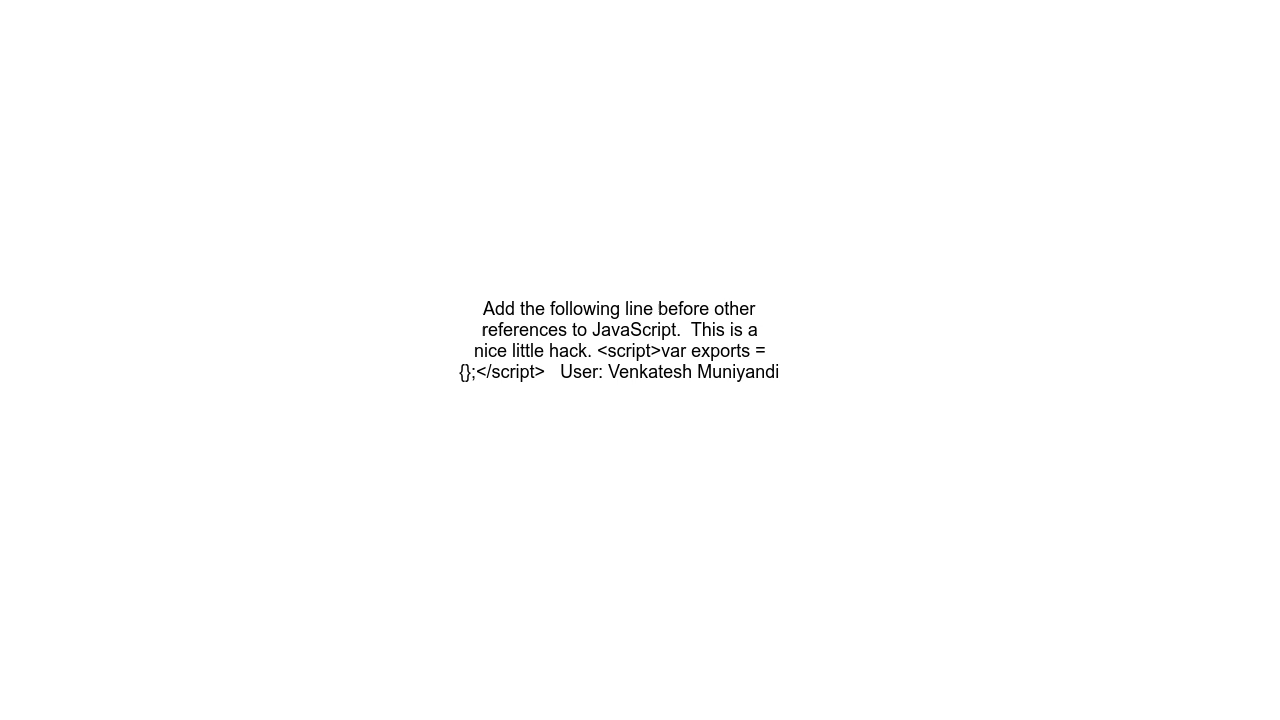 Add the following line before other
references to JavaScript.  This is a
nice little hack. <script>var exports =
{};</script>   User: Venkatesh Muniyandi